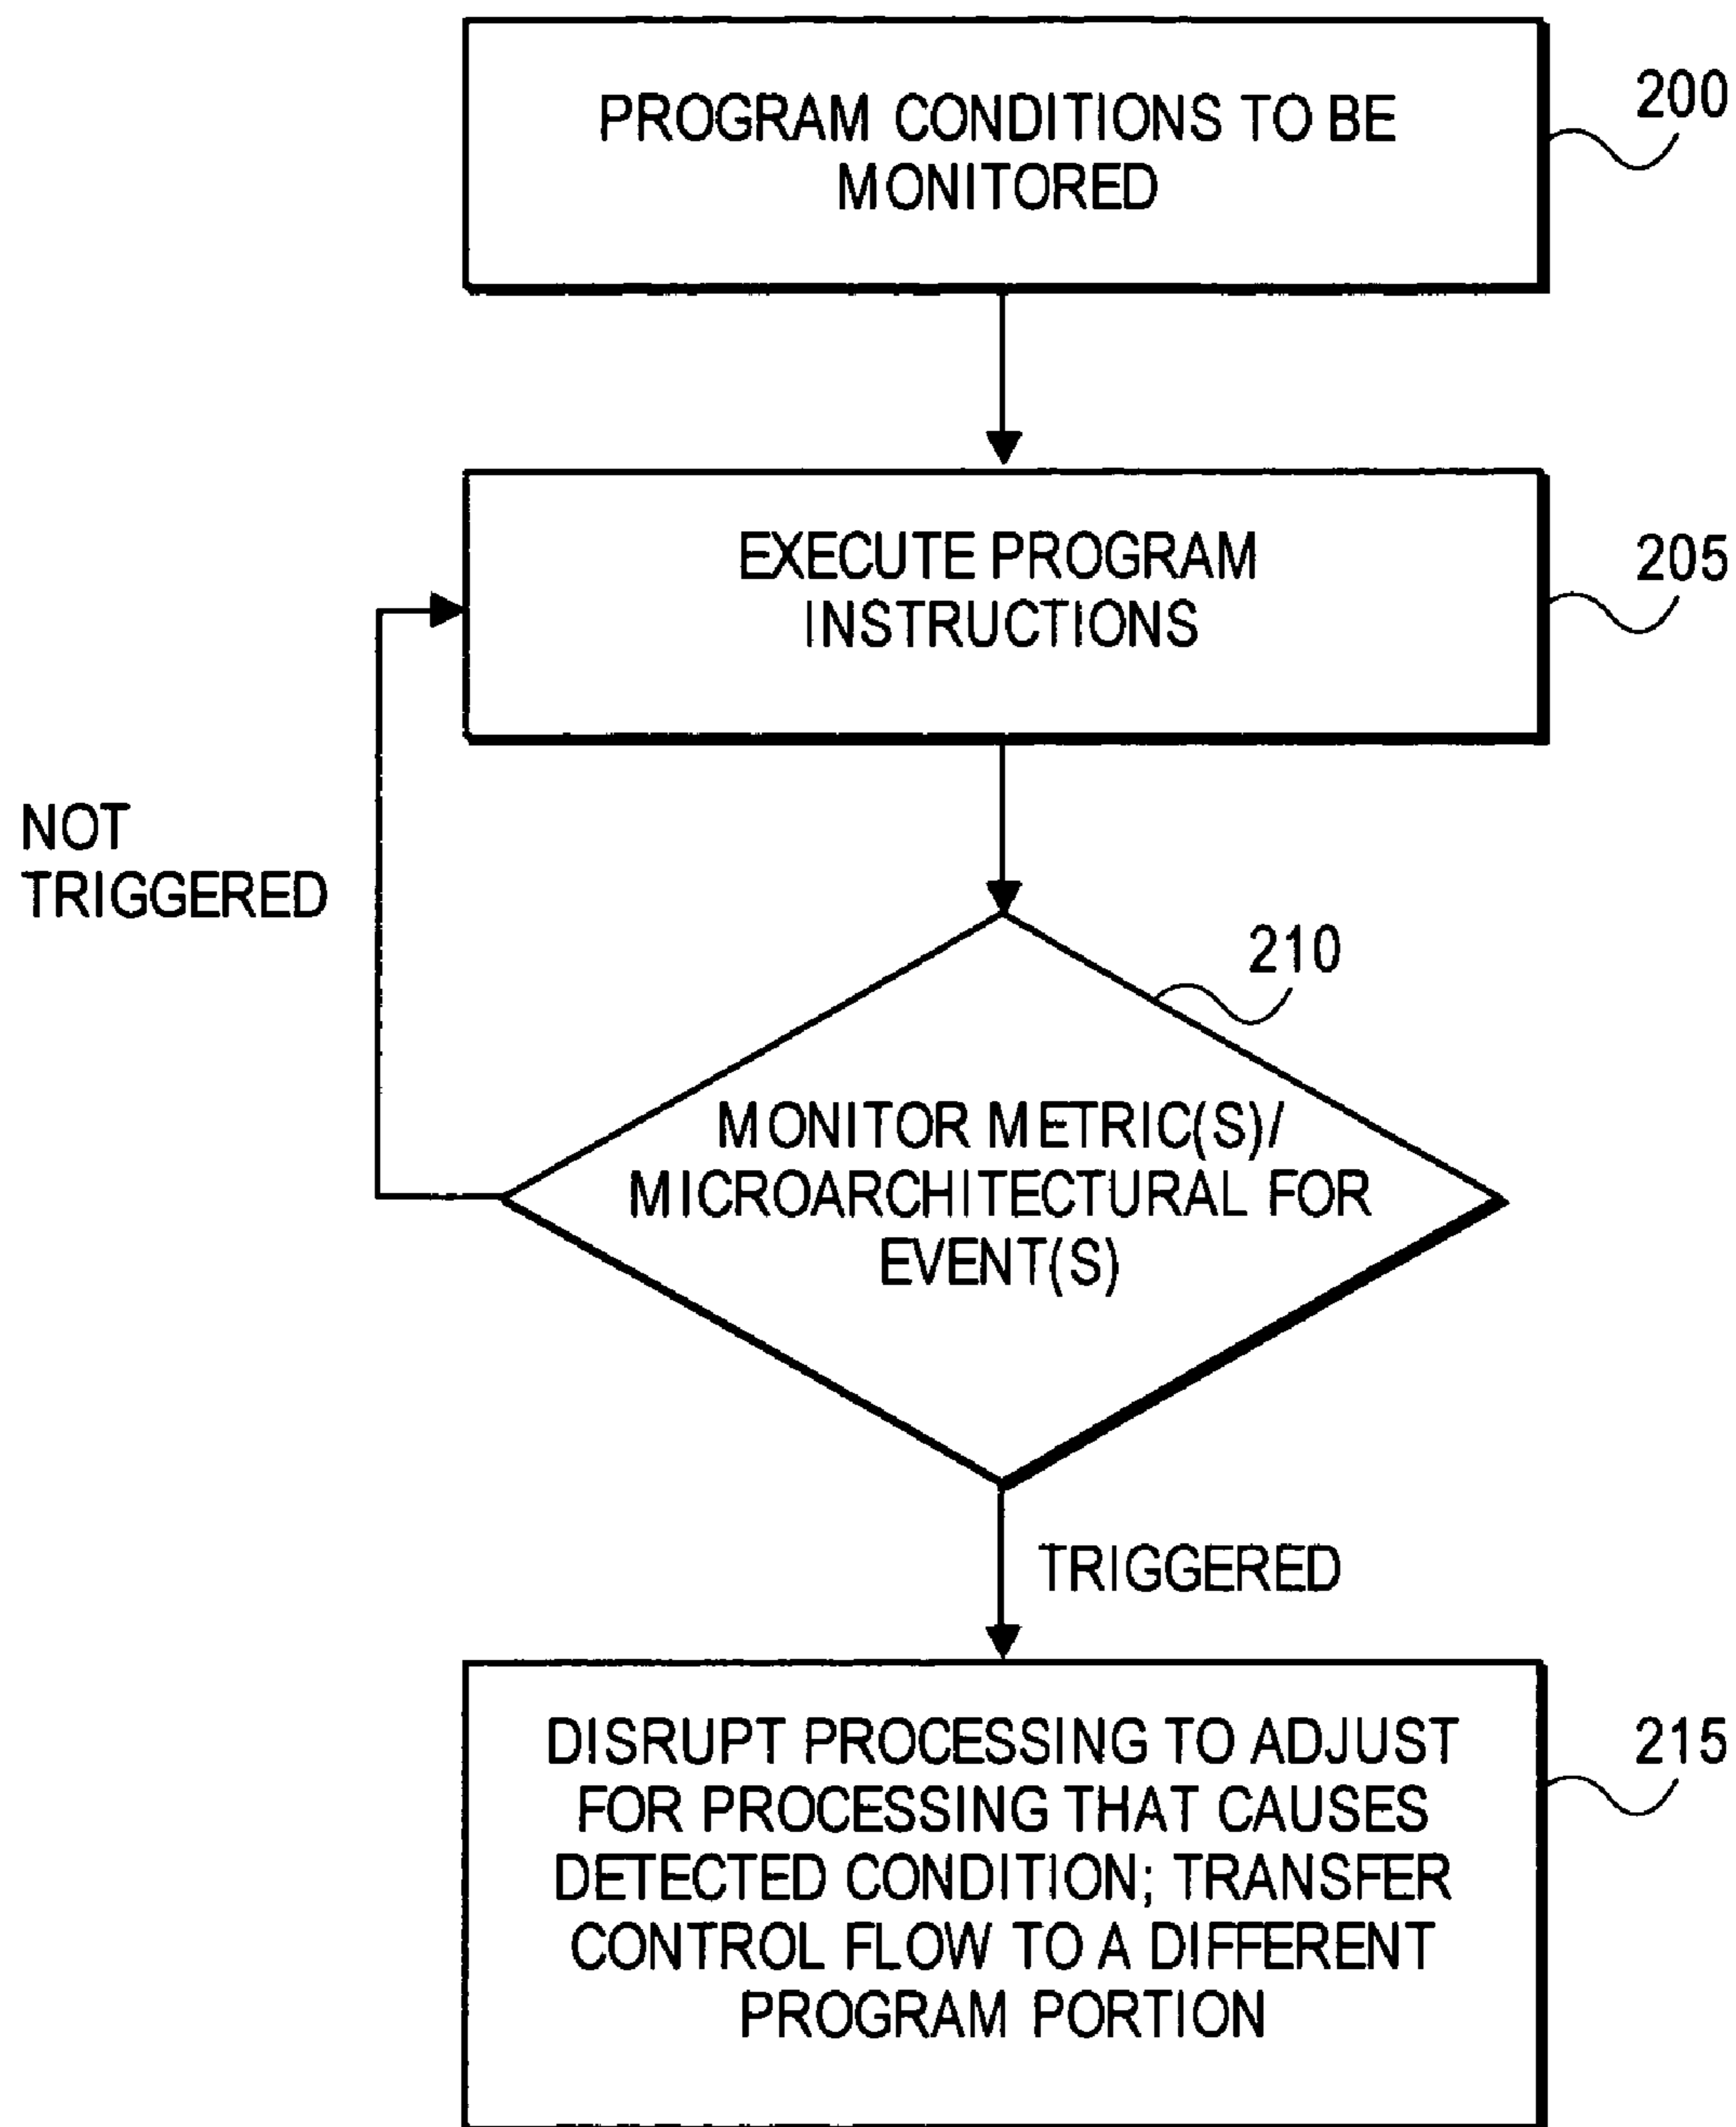 PROGRAM CONDITIONS TO BE
MONITORED
200
EXECUTE PROGRAM
INSTRUCTIONS
205
NOT
TRIGGERED
210
MONITOR METRIC(S)/
MICROARCHITECTURAL FOR
EVENT(S)
TRIGGERED
DISRUPT PROCESSING TO ADJUST
FOR PROCESSING THAT CAUSES
DETECTED CONDITION; TRANSFER
CONTROL FLOW TO A DIFFERENT
PROGRAM PORTION
215